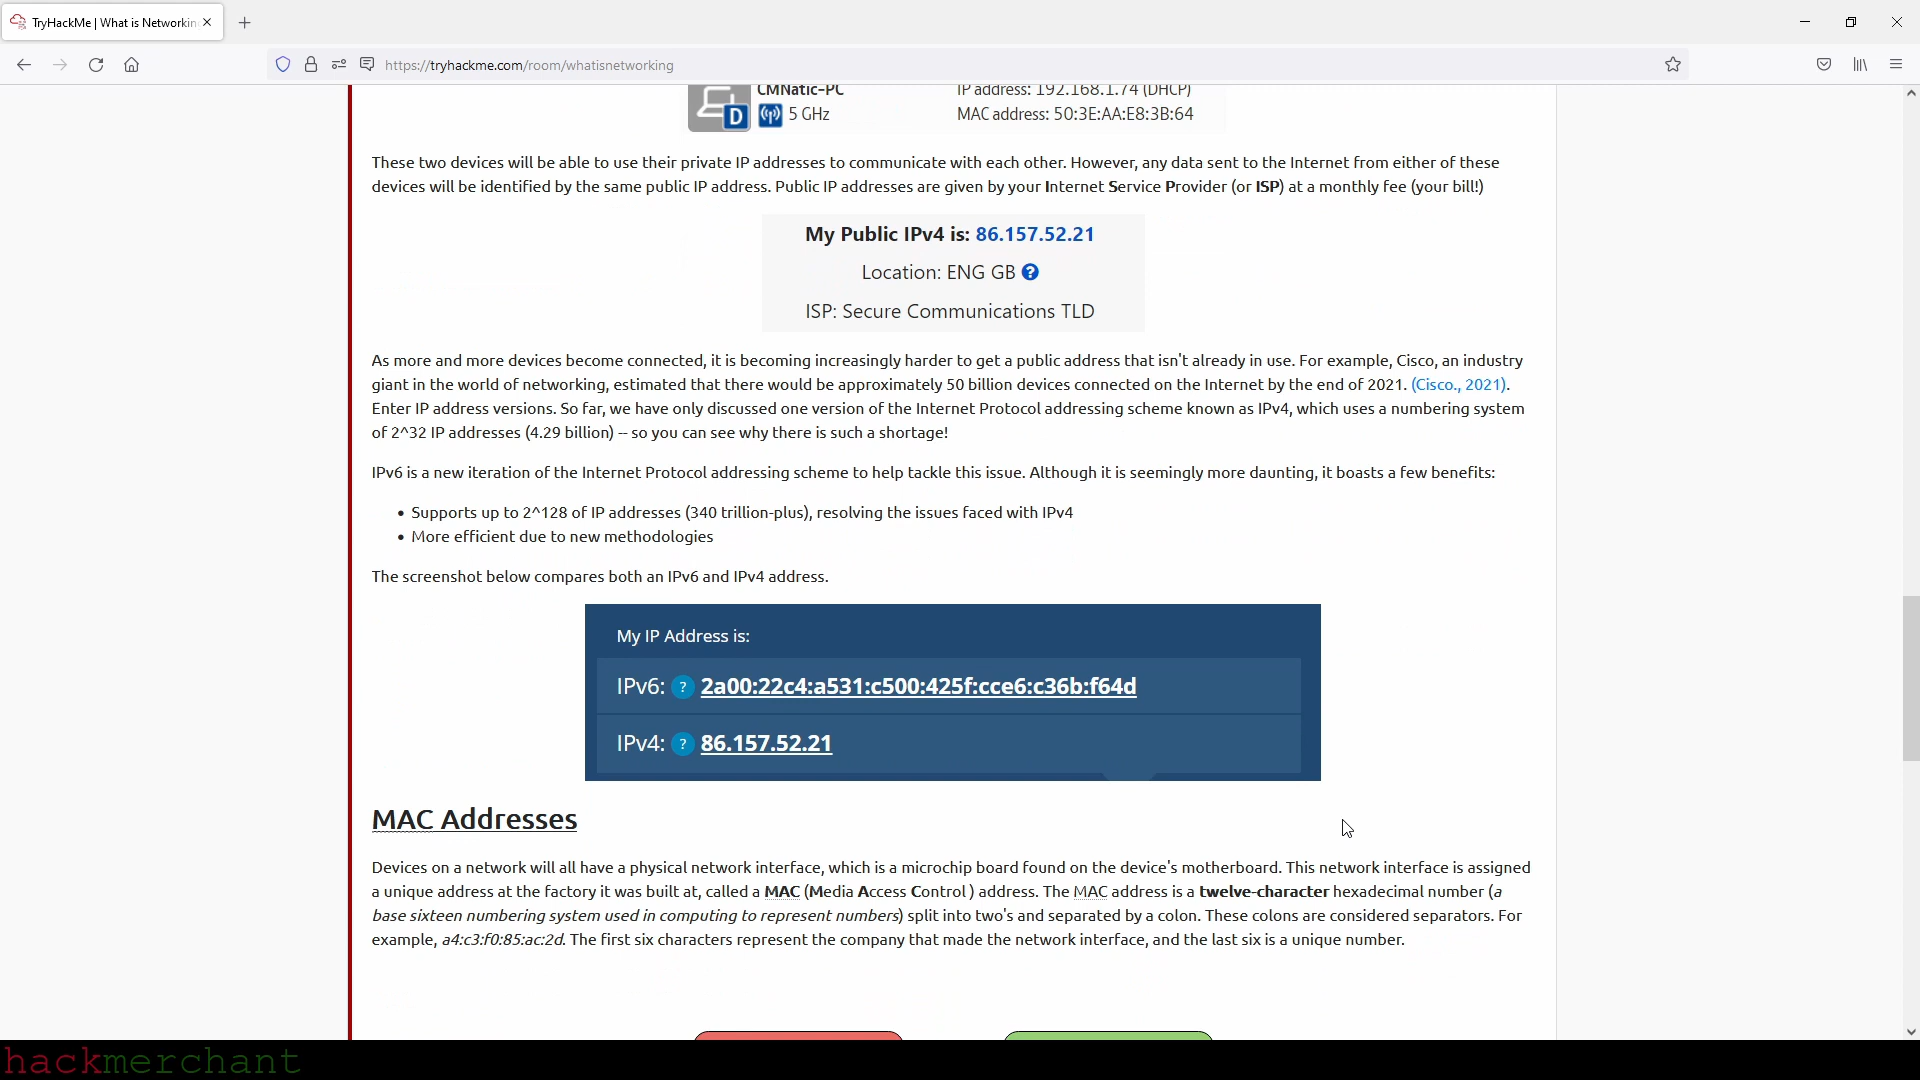 TryHackMe | What is Networkin
https://tryhackme.com/room/whatisnetworking
CMNatic-PC
IP address: 192.168.1.74 (DHCP)
D
5 GHz
MAC address: 50:3E:AA:E8:3B:64
These two devices will be able to use their private IP addresses to communicate with each other. However, any data sent to the Internet from either of these
devices will be identified by the same public IP address. Public IP addresses are given by your Internet Service Provider (or ISP) at a monthly fee (your bill!)
My Public IPv4 is: 86.157.52.21
Location: ENG GB ?
ISP: Secure Communications TLD
As more and more devices become connected, it is becoming increasingly harder to get a public address that isn't already in use. For example, Cisco, an industry
giant in the world of networking, estimated that there would be approximately 50 billion devices connected on the Internet by the end of 2021. (Cisco., 2021).
Enter IP address versions. So far, we have only discussed one version of the Internet Protocol addressing scheme known as IPv4, which uses a numbering system
of 2^32 IP addresses (4.29 billion) -- so you can see why there is such a shortage!
IPv6 is a new iteration of the Internet Protocol addressing scheme to help tackle this issue. Although it is seemingly more daunting, it boasts a few benefits:
• Supports up to 2^128 of IP addresses (340 trillion-plus), resolving the issues faced with IPv4
• More efficient due to new methodologies
The screenshot below compares both an IPv6 and IPv4 address.
My IP Address is:
IPv6: ? 2a00:22c4:a531:c500:425f:cce6:c36b:f64d
IPv4: ? 86.157.52.21
MAC Addresses
Devices on a network will all have a physical network interface, which is a microchip board found on the device's motherboard. This network interface is assigned
a unique address at the factory it was built at, called a MAC (Media Access Control ) address. The MAC address is a twelve-character hexadecimal number (a
base sixteen numbering system used in computing to represent numbers) split into two's and separated by a colon. These colons are considered separators. For
example, a4:c3:f0:85:ac:2d. The first six characters represent the company that made the network interface, and the last six is a unique number.
hackmerchant